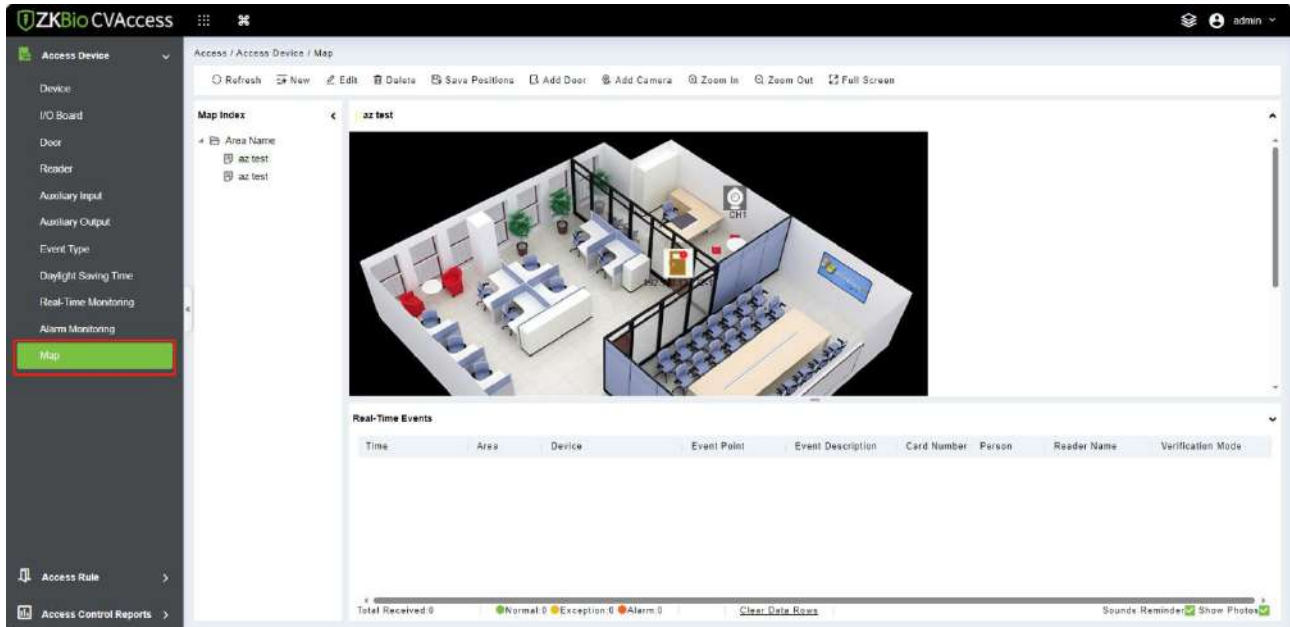 ZKBio CVAccess
admin
Access Device
Device
I/O Board
Door
Reader
Auxiliary Input
Auxiliary Output
Event Type
Daylight Saving Time
Real-Time Monitoring
Alarm Monitoring
Map
Access Rule
Access Control Reports
Access / Access Device / Map
Refresh New Edit Delete Save Positions Add Door Add Camera Zoom In Zoom Out Full Screen
Map Index
Area Name
az test
az test
az test
CH1
Real-Time Events
Time Area Device Event Point Event Description Card Number Person Reader Name Verification Mode
Total Received:0 Normal:0 Exception:0 Alarm:0 Clear Data Rows Sounds Reminder Show Photos